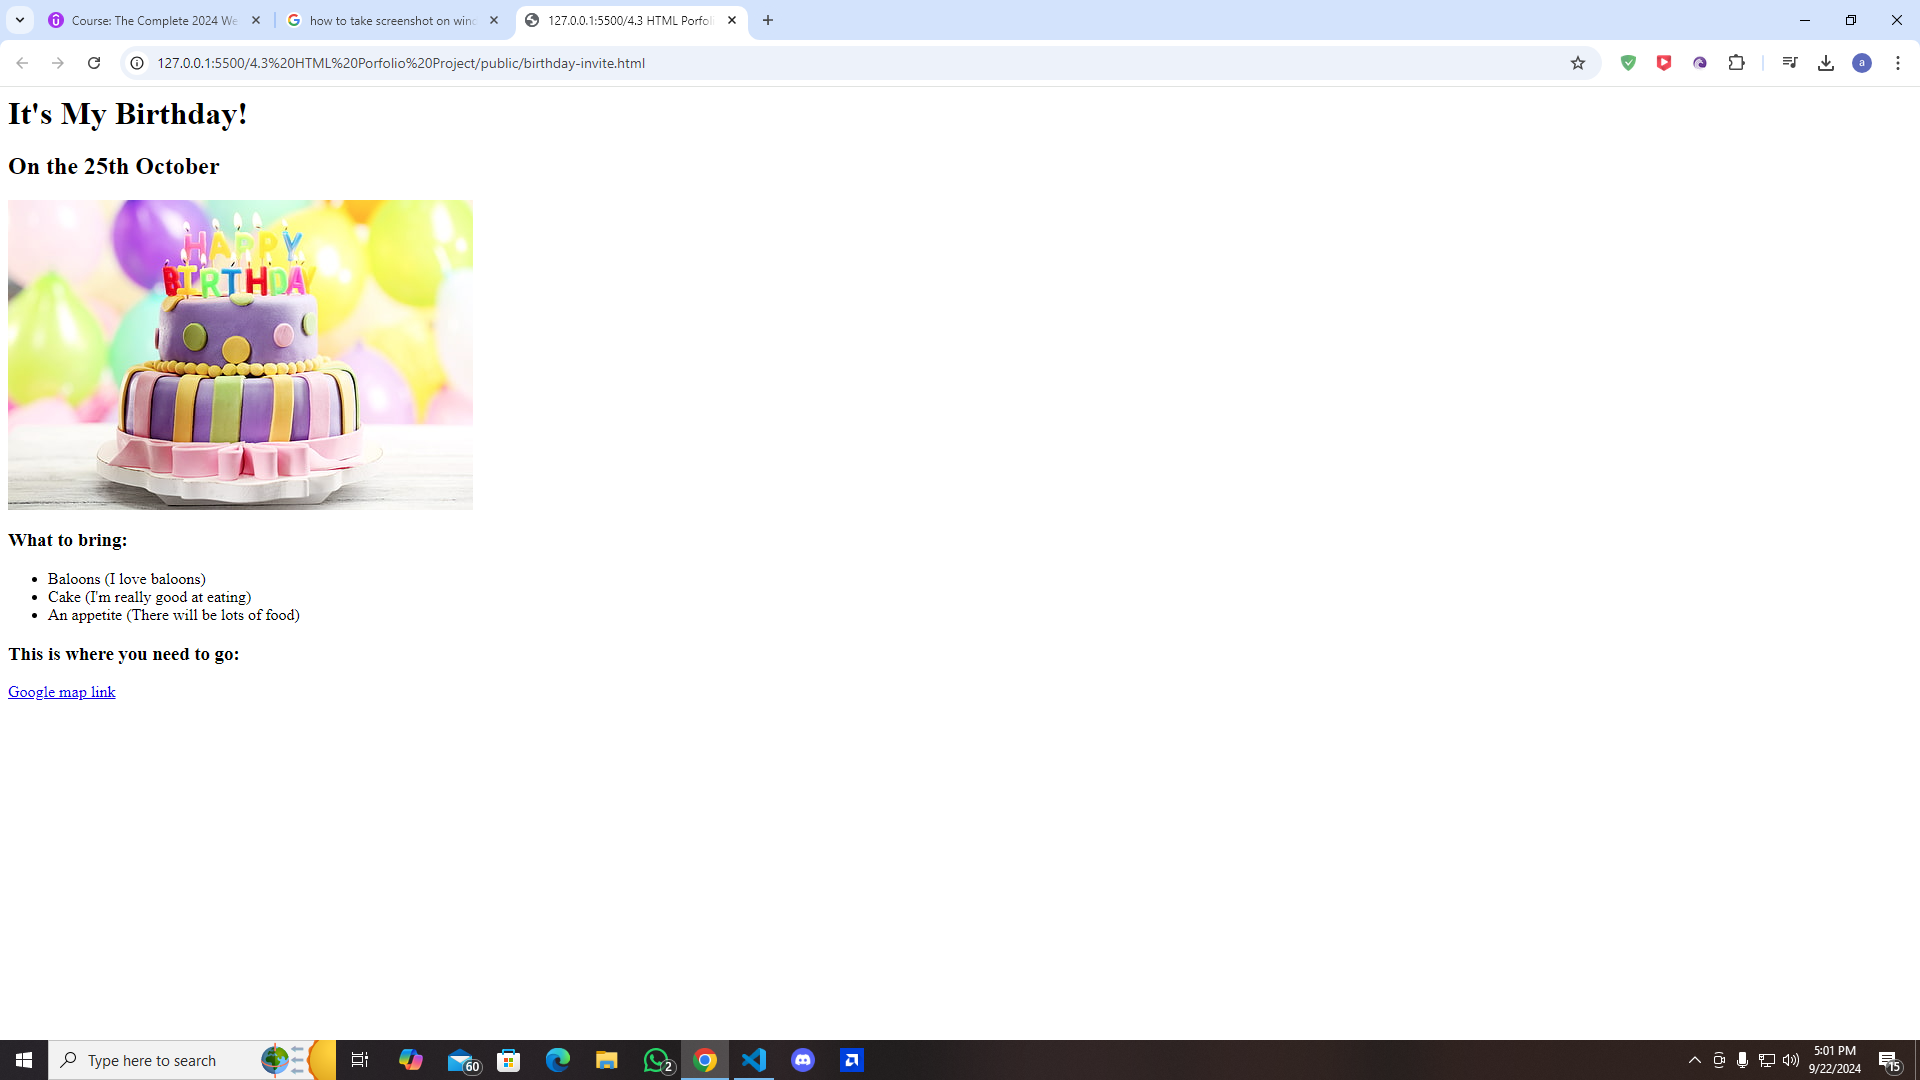 Course: The Complete 2024 We
how to take screenshot on wind
127.0.0.1:5500/4.3 HTML Porfoli
127.0.0.1:5500/4.3%20HTML%20Porfolio%20Project/public/birthday-invite.html
a
It's My Birthday!
On the 25th October
HAPPY
BIRTHDAY
What to bring:
Baloons (I love baloons)
Cake (I'm really good at eating)
An appetite (There will be lots of food)
This is where you need to go:
Google map link
Type here to search
60
2
5:01 PM
9/22/2024
15